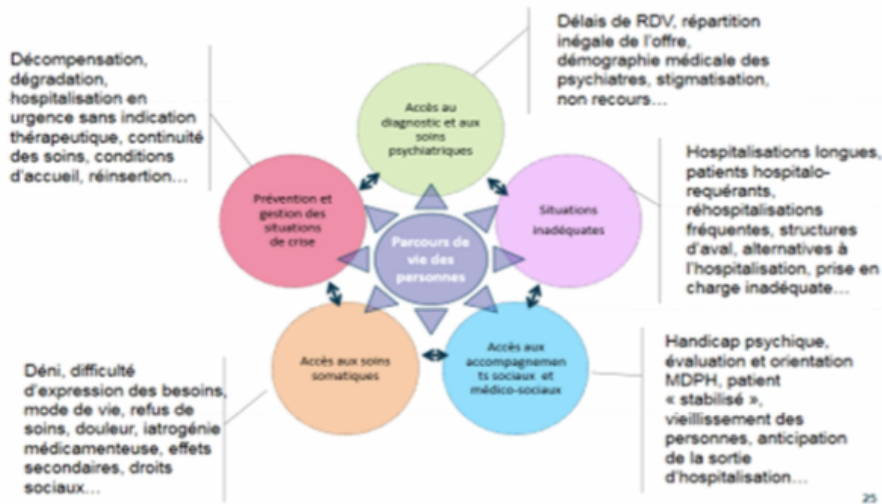 Décompensation,
dégradation,
hospitalisation en
urgence sans indication
thérapeutique, continuité
des soins, conditions
d'accueil, réinsertion…
Délais de RDV, répartition
inégale de l'offre,
démographie médicale des
psychiatres, stigmatisation,
non recours…
Accès au
diagnostic et aux
soins
psychiatriques
Hospitalisations longues,
patients hospitalo-
requérants,
réhospitalisations
fréquentes, structures
d'aval, alternatives à
l'hospitalisation, prise en
charge inadéquate…
Prévention et
gestion des
situations
de crise
Situations
inadéquates
Parcours de
vie des
personnes
Accès aux soins
somatiques
Accès aux
accompagnemen
ts sociaux et
médico-sociaux
Déni, difficulté
d'expression des besoins,
mode de vie, refus de
soins, douleur, iatrogénie
médicamenteuse, effets
secondaires, droits
sociaux…
Handicap psychique,
évaluation et orientation
MDPH, patient
« stabilisé »,
vieillissement des
personnes, anticipation
de la sortie
d'hospitalisation…
25